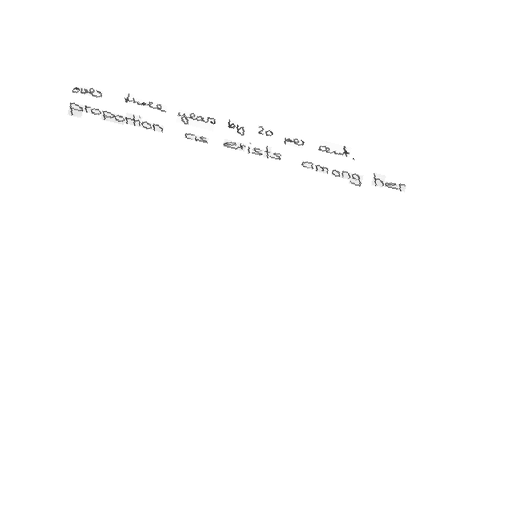 over three years by 20 per cent.
proportion as exists among her